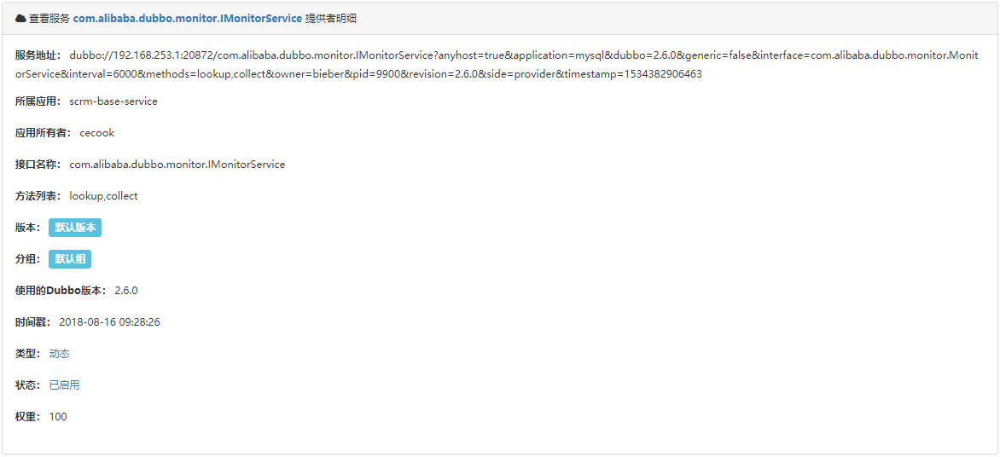 查看服务 com.alibaba.dubbo.monitor.IMonitorService 提供者明细
服务地址： dubbo://192.168.253.1:20872/com.alibaba.dubbo.monitor.IMonitorService?anyhost=true&application=mysql&dubbo=2.6.0&generic=false&interface=com.alibaba.dubbo.monitor.IMonit
orService&interval=6000&methods=lookup,collect&owner=bieber&pid=9900&revision=2.6.0&side=provider&timestamp=1534382906463
所属应用： scrm-base-service
应用所有者： cecook
接口名称： com.alibaba.dubbo.monitor.IMonitorService
方法列表： lookup,collect
版本： 默认版本
分组： 默认组
使用的Dubbo版本： 2.6.0
时间戳： 2018-08-16 09:28:26
类型： 动态
状态： 已启用
权重： 100